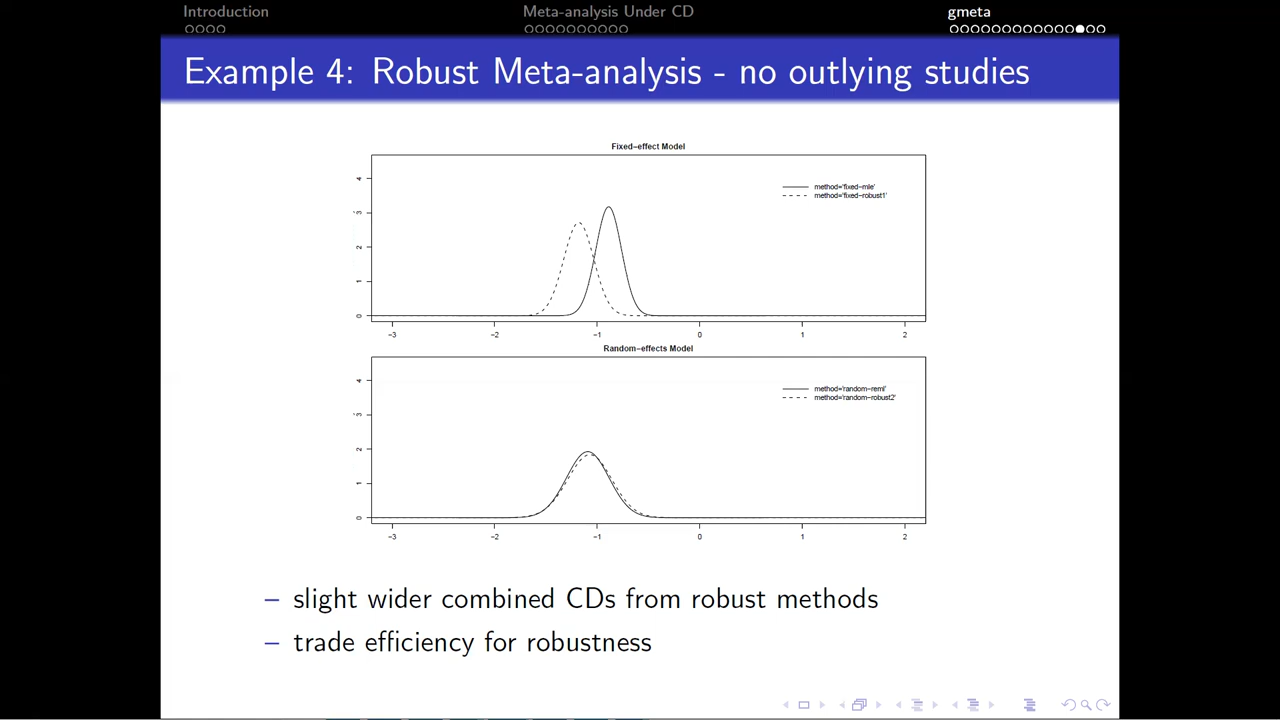 Introduction
Meta-analysis Under CD
gmeta
Example 4: Robust Meta-analysis - no outlying studies
Fixed-effect Model
method='fixed-mle'
method='fixed-robust1'
4
3
2
1
0
-3 -2 -1 0 1 2
Random-effects Model
method='random-reml'
method='random-robust2'
4
3
2
1
0
-3 -2 -1 0 1 2
– slight wider combined CDs from robust methods
– trade efficiency for robustness